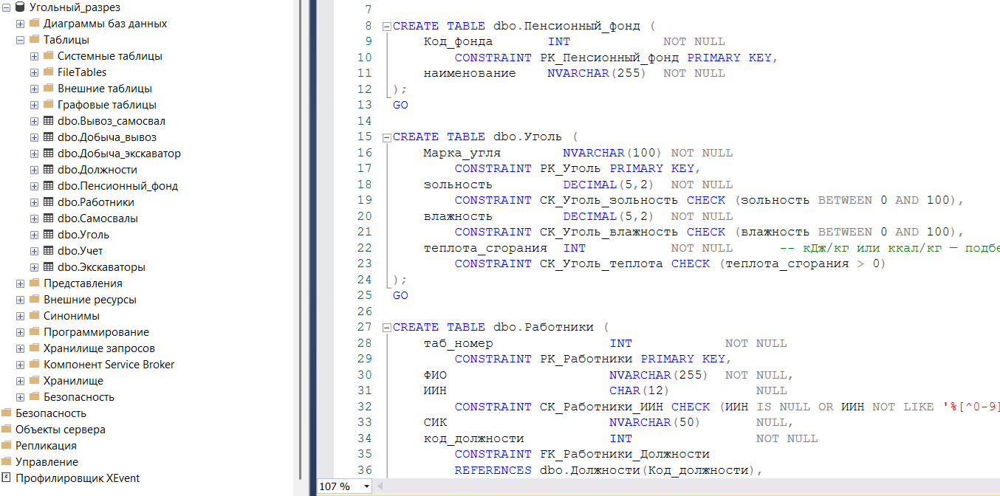 Угольный_разрез
Диаграммы баз данных
Таблицы
Системные таблицы
FileTables
Внешние таблицы
Графовые таблицы
dbo.Вывоз_самосвал
dbo.Добыча_вывоз
dbo.Добыча_экскаватор
dbo.Должности
dbo.Пенсионный_фонд
dbo.Работники
dbo.Самосвалы
dbo.Уголь
dbo.Учет
dbo.Экскаваторы
Представления
Внешние ресурсы
Синонимы
Программирование
Хранилище запросов
Компонент Service Broker
Хранилище
Безопасность
Безопасность
Объекты сервера
Репликация
Управление
Профилировщик XEvent
7
8 CREATE TABLE dbo.Пенсионный_фонд (
9 Код_фонда INT NOT NULL
10 CONSTRAINT PK_Пенсионный_фонд PRIMARY KEY,
11 наименование NVARCHAR(255) NOT NULL
12 );
13 GO
14
15 CREATE TABLE dbo.Уголь (
16 Марка_угля NVARCHAR(100) NOT NULL
17 CONSTRAINT PK_Уголь PRIMARY KEY,
18 зольность DECIMAL(5,2) NOT NULL
19 CONSTRAINT CK_Уголь_зольность CHECK (зольность BETWEEN 0 AND 100),
20 влажность DECIMAL(5,2) NOT NULL
21 CONSTRAINT CK_Уголь_влажность CHECK (влажность BETWEEN 0 AND 100),
22 теплота_сгорания INT NOT NULL -- кДж/кг или ккал/кг — подбе
23 CONSTRAINT CK_Уголь_теплота CHECK (теплота_сгорания > 0)
24 );
25 GO
26
27 CREATE TABLE dbo.Работники (
28 таб_номер INT NOT NULL
29 CONSTRAINT PK_Работники PRIMARY KEY,
30 ФИО NVARCHAR(255) NOT NULL,
31 ИИН CHAR(12) NULL
32 CONSTRAINT CK_Работники_ИИН CHECK (ИИН IS NULL OR ИИН NOT LIKE '%[^0-9]
33 СИК NVARCHAR(50) NULL,
34 код_должности INT NOT NULL
35 CONSTRAINT FK_Работники_Должности
36 REFERENCES dbo.Должности(Код_должности),
107 %